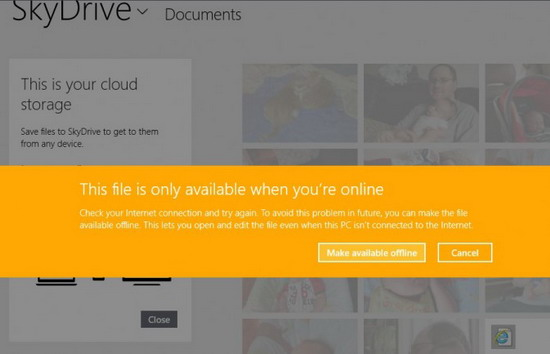 SkyDrive Documents
This is your cloud
storage
Save files to SkyDrive to get to them
from any device.
This file is only available when you're online
Check your Internet connection and try again. To avoid this problem in future, you can make the file
available offline. This lets you open and edit the file even when this PC isn't connected to the Internet.
Make available offline Cancel
Close